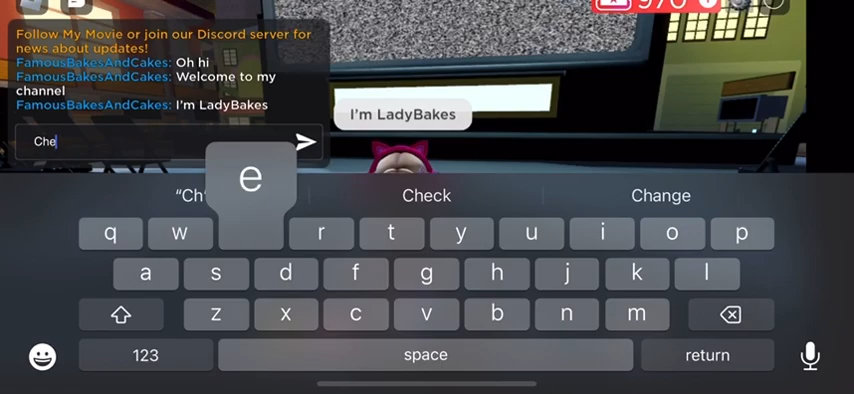 Follow My Movie or join our Discord server for
news about updates!
FamousBakesAndCakes: Oh hi
FamousBakesAndCakes: Welcome to my
channel
FamousBakesAndCakes: I'm LadyBakes
I'm LadyBakes
Che
e
"Ch
Check
Change
q w r t y u i o p
a s d f g h j k l
z x c v b n m
123 space return